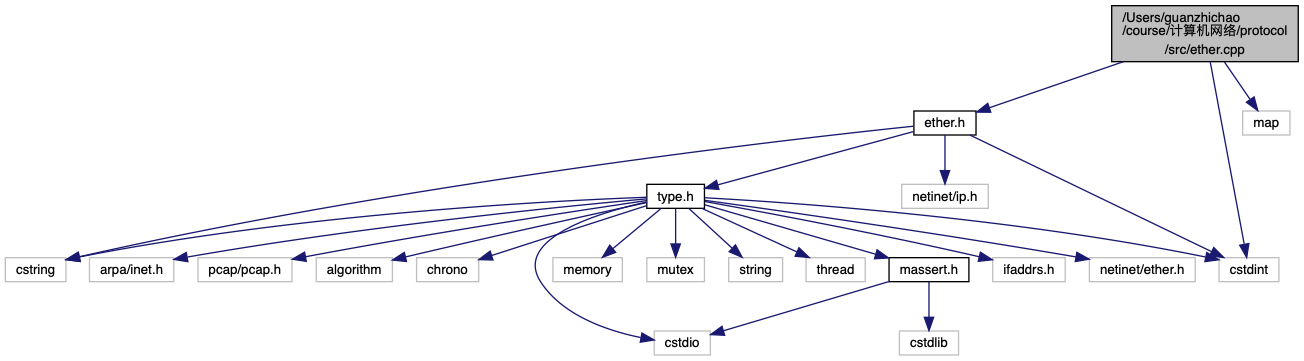 /Users/guanzhichao
/course/计算机网络/protocol
/src/ether.cpp
ether.h
map
type.h
netinet/ip.h
cstring
arpa/inet.h
pcap/pcap.h
algorithm
chrono
memory
mutex
string
thread
massert.h
ifaddrs.h
netinet/ether.h
cstdint
cstdio
cstdlib